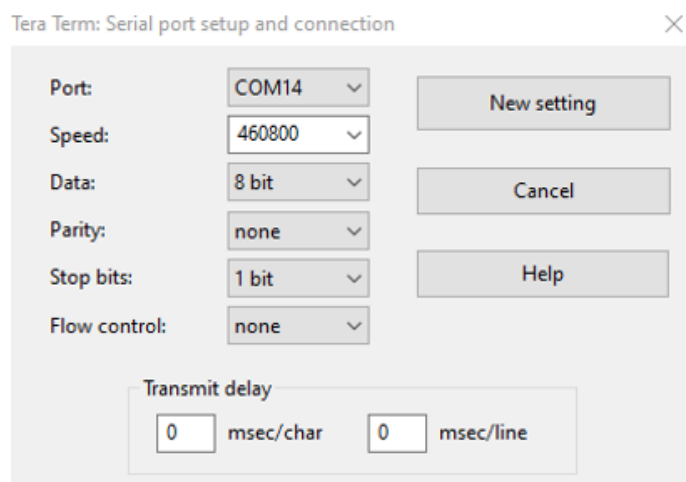 Tera Term: Serial port setup and connection
Port: COM14 New setting
Speed: 460800
Data: 8 bit Cancel
Parity: none
Stop bits: 1 bit Help
Flow control: none
Transmit delay
0 msec/char 0 msec/line